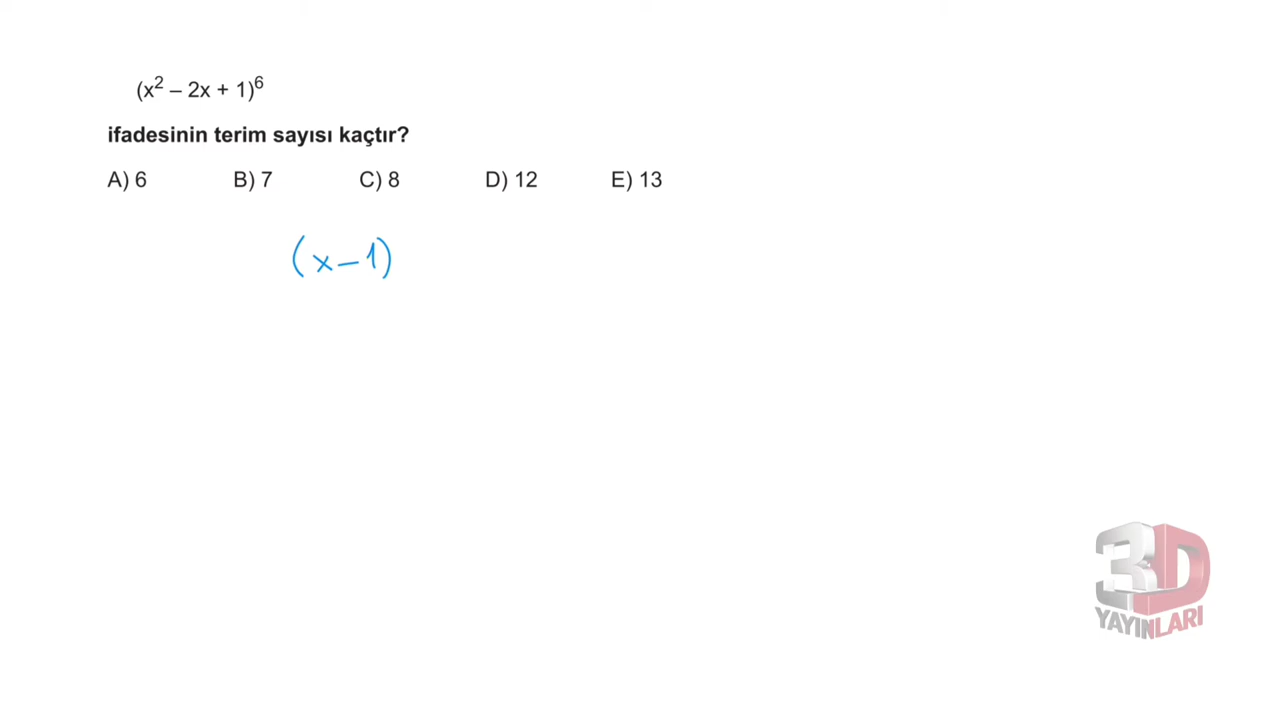 (x² – 2x + 1)⁶
ifadesinin terim sayısı kaçtır?
A) 6 B) 7 C) 8 D) 12 E) 13
(x – 1)
3D
YAYINLARI